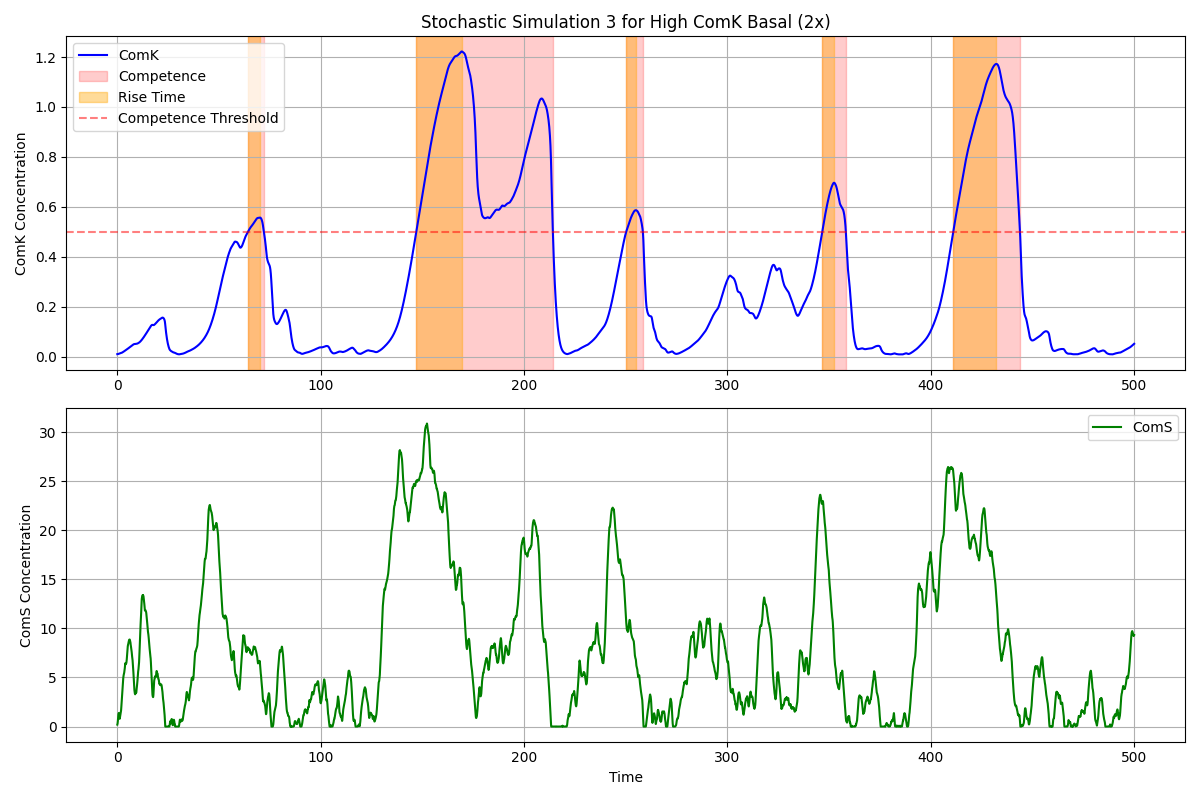 Stochastic Simulation 3 for High ComK Basal (2x)
ComK
Competence
Rise Time
Competence Threshold
ComK Concentration
1.2
1.0
0.8
0.6
0.4
0.2
0.0
0 100 200 300 400 500
ComS
ComS Concentration
30
25
20
15
10
5
0
0 100 200 300 400 500
Time